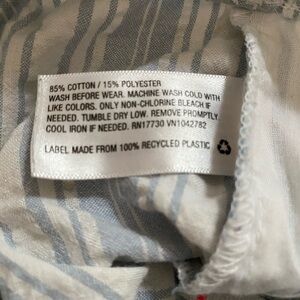 85% COTTON / 15% POLYESTER
WASH BEFORE WEAR. MACHINE WASH COLD WITH
LIKE COLORS. ONLY NON-CHLORINE BLEACH IF
NEEDED. TUMBLE DRY LOW. REMOVE PROMPTLY.
COOL IRON IF NEEDED. RN17730 VN1042782
LABEL MADE FROM 100% RECYCLED PLASTIC